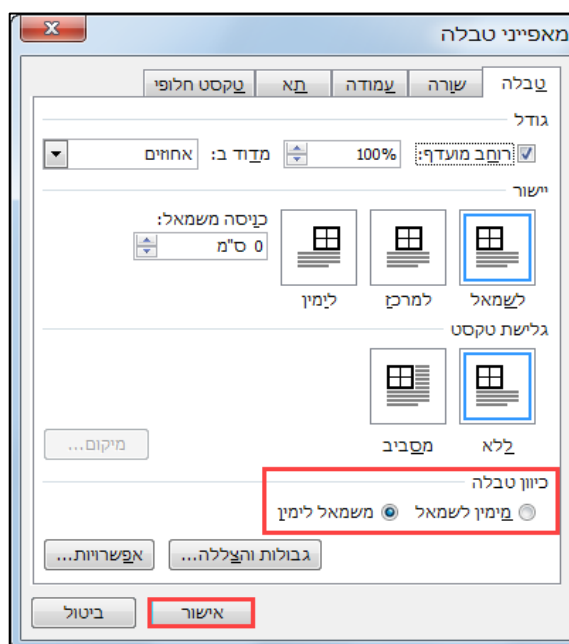 מאפייני טבלה
טבלה שורה עמודה תא טקסט חלופי
גודל
רוחב מועדף: 100% מדוד ב: אחוזים
יישור
כניסה משמאל:
0 ס"מ
לשמאל למרכז לימין
גלישת טקסט
ללא מסביב
מיקום...
כיוון טבלה
מימין לשמאל משמאל לימין
גבולות והצללה... אפשרויות...
אישור ביטול